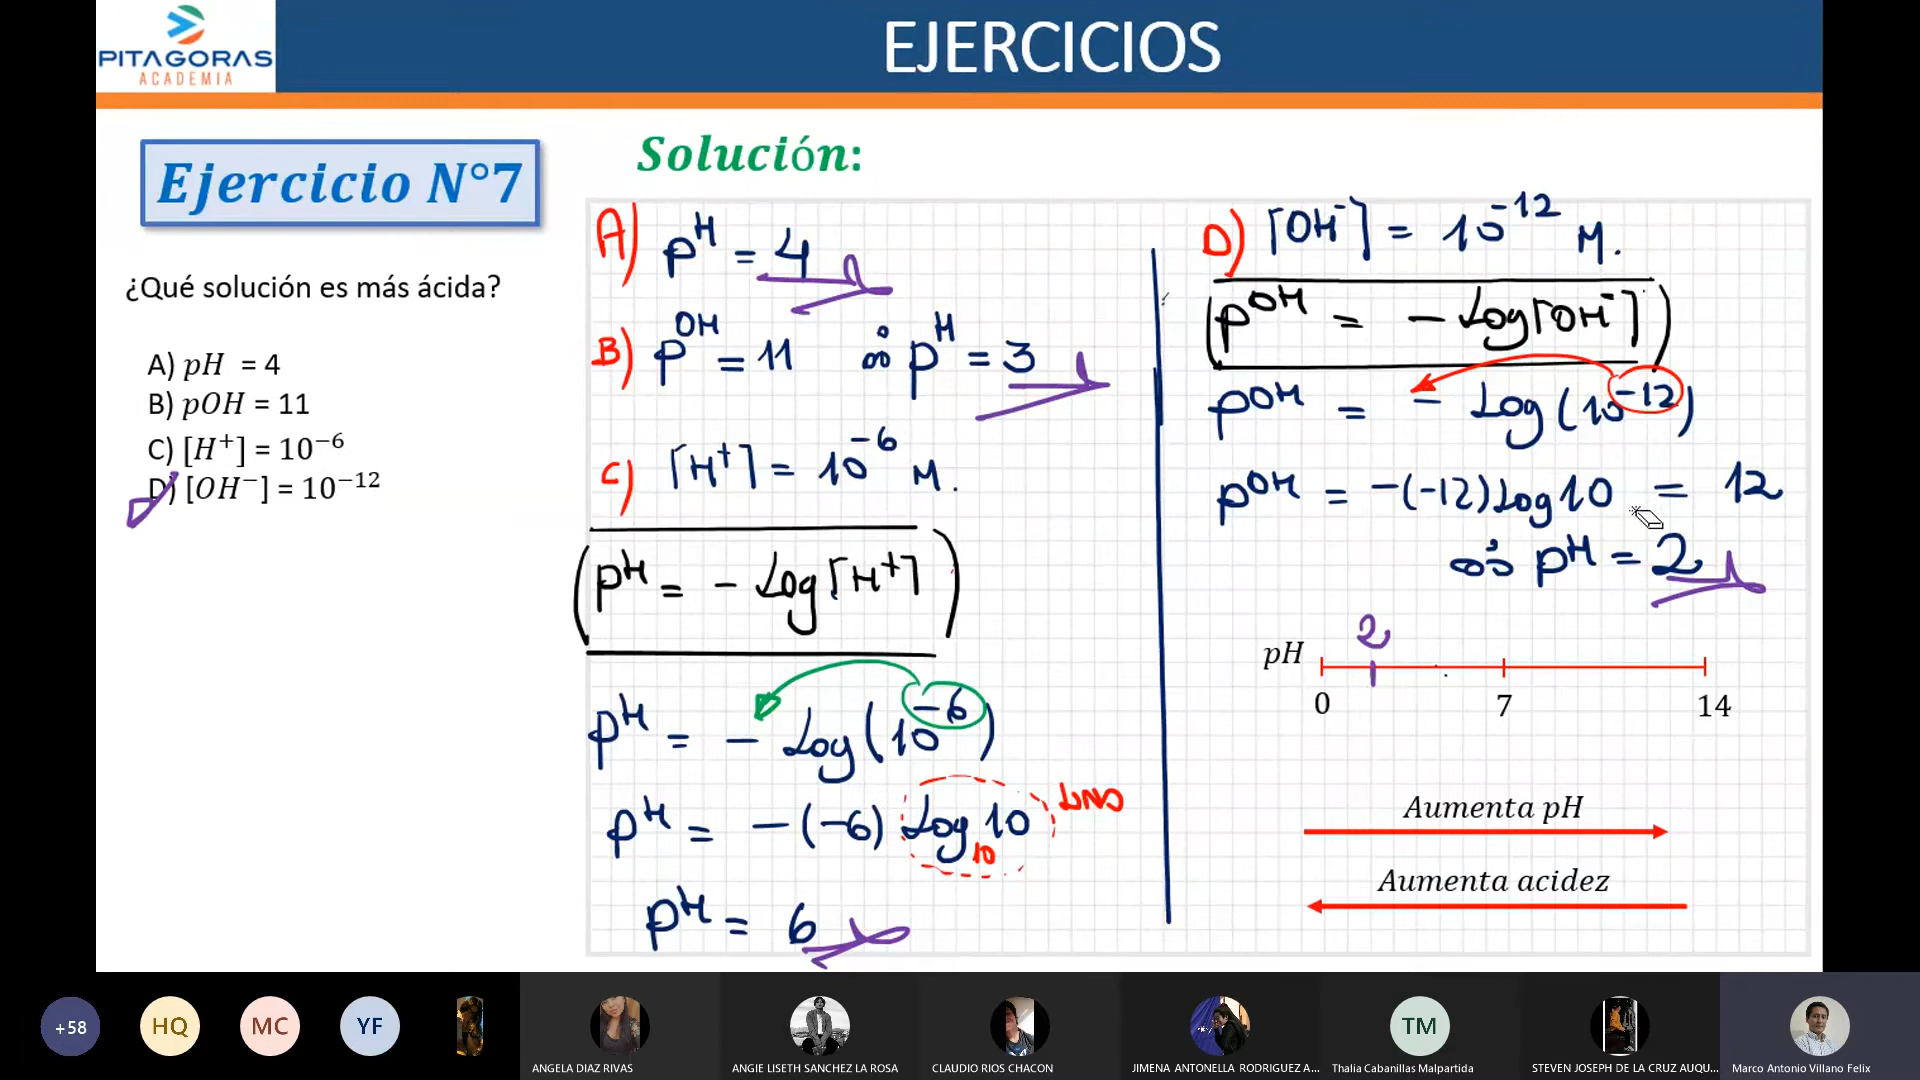 PITAGORAS
ACADEMIA
EJERCICIOS
Ejercicio N°7
¿Qué solución es más ácida?
A) pH = 4
B) pOH = 11
C) [H⁺] = 10⁻⁶
D) [OH⁻] = 10⁻¹²
Solución:
A) pH = 4
B) pOH = 11 ∴ pH = 3
C) [H⁺] = 10⁻⁶ M.
pH = - Log[H⁺]
pH = - Log(10⁻⁶)
pH = -(-6) Log₁₀10 uno
pH = 6
D) [OH⁻] = 10⁻¹² M.
pOH = - Log[OH⁻]
pOH = - Log(10⁻¹²)
pOH = -(-12)Log10 = 12
∴ pH = 2
2
pH
0 7 14
Aumenta pH
Aumenta acidez
+58
HQ
MC
YF
TM
ANGELA DIAZ RIVAS
ANGIE LISETH SANCHEZ LA ROSA
CLAUDIO RIOS CHACON
JIMENA ANTONELLA RODRIGUEZ A...
Thalia Cabanillas Malpartida
STEVEN JOSEPH DE LA CRUZ AUQU...
Marco Antonio Villano Felix